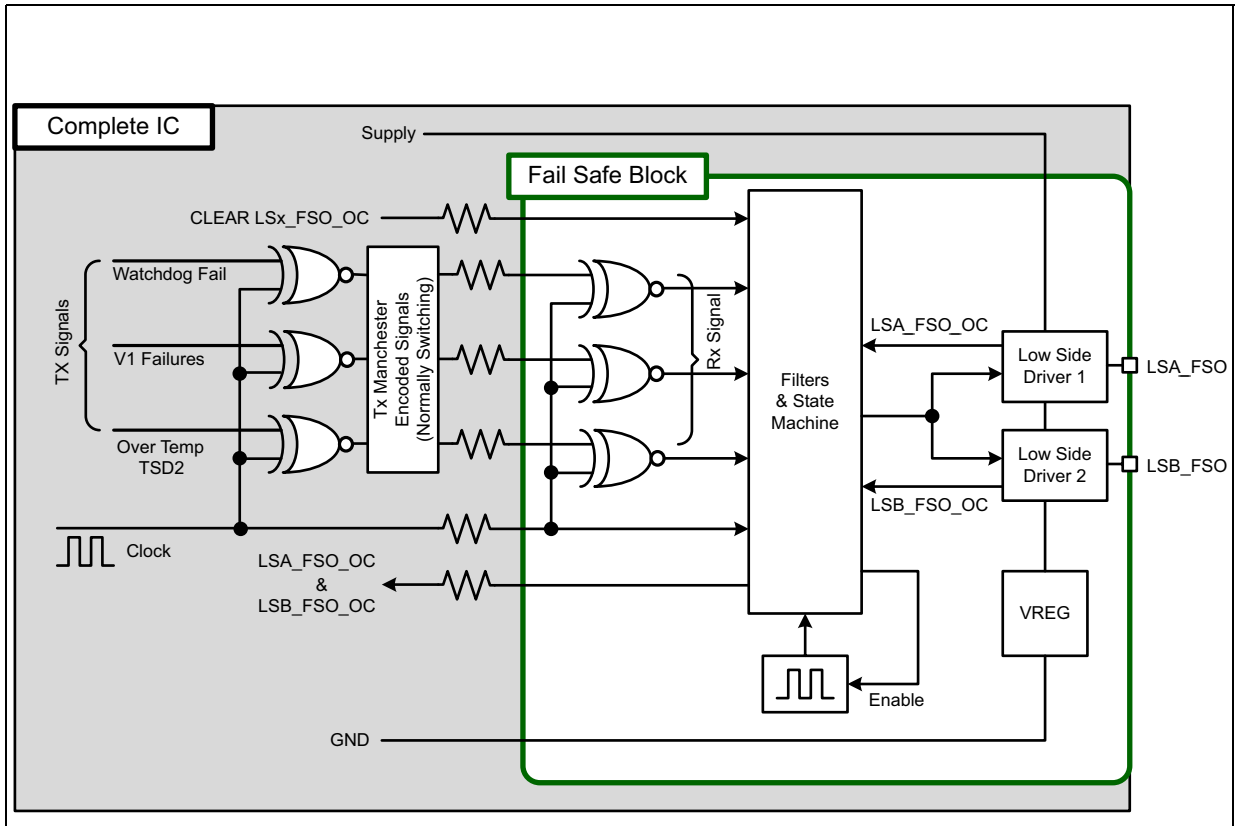 Complete IC
Supply
Fail Safe Block
CLEAR LSx_FSO_OC
TX Signals
Watchdog Fail
V1 Failures
Over Temp
TSD2
Tx Manchester
Encoded Signals
(Normally Switching)
Rx Signal
Filters
& State
Machine
LSA_FSO_OC
Low Side
Driver 1
LSA_FSO
Low Side
Driver 2
LSB_FSO
LSB_FSO_OC
Clock
LSA_FSO_OC
&
LSB_FSO_OC
VREG
Enable
GND